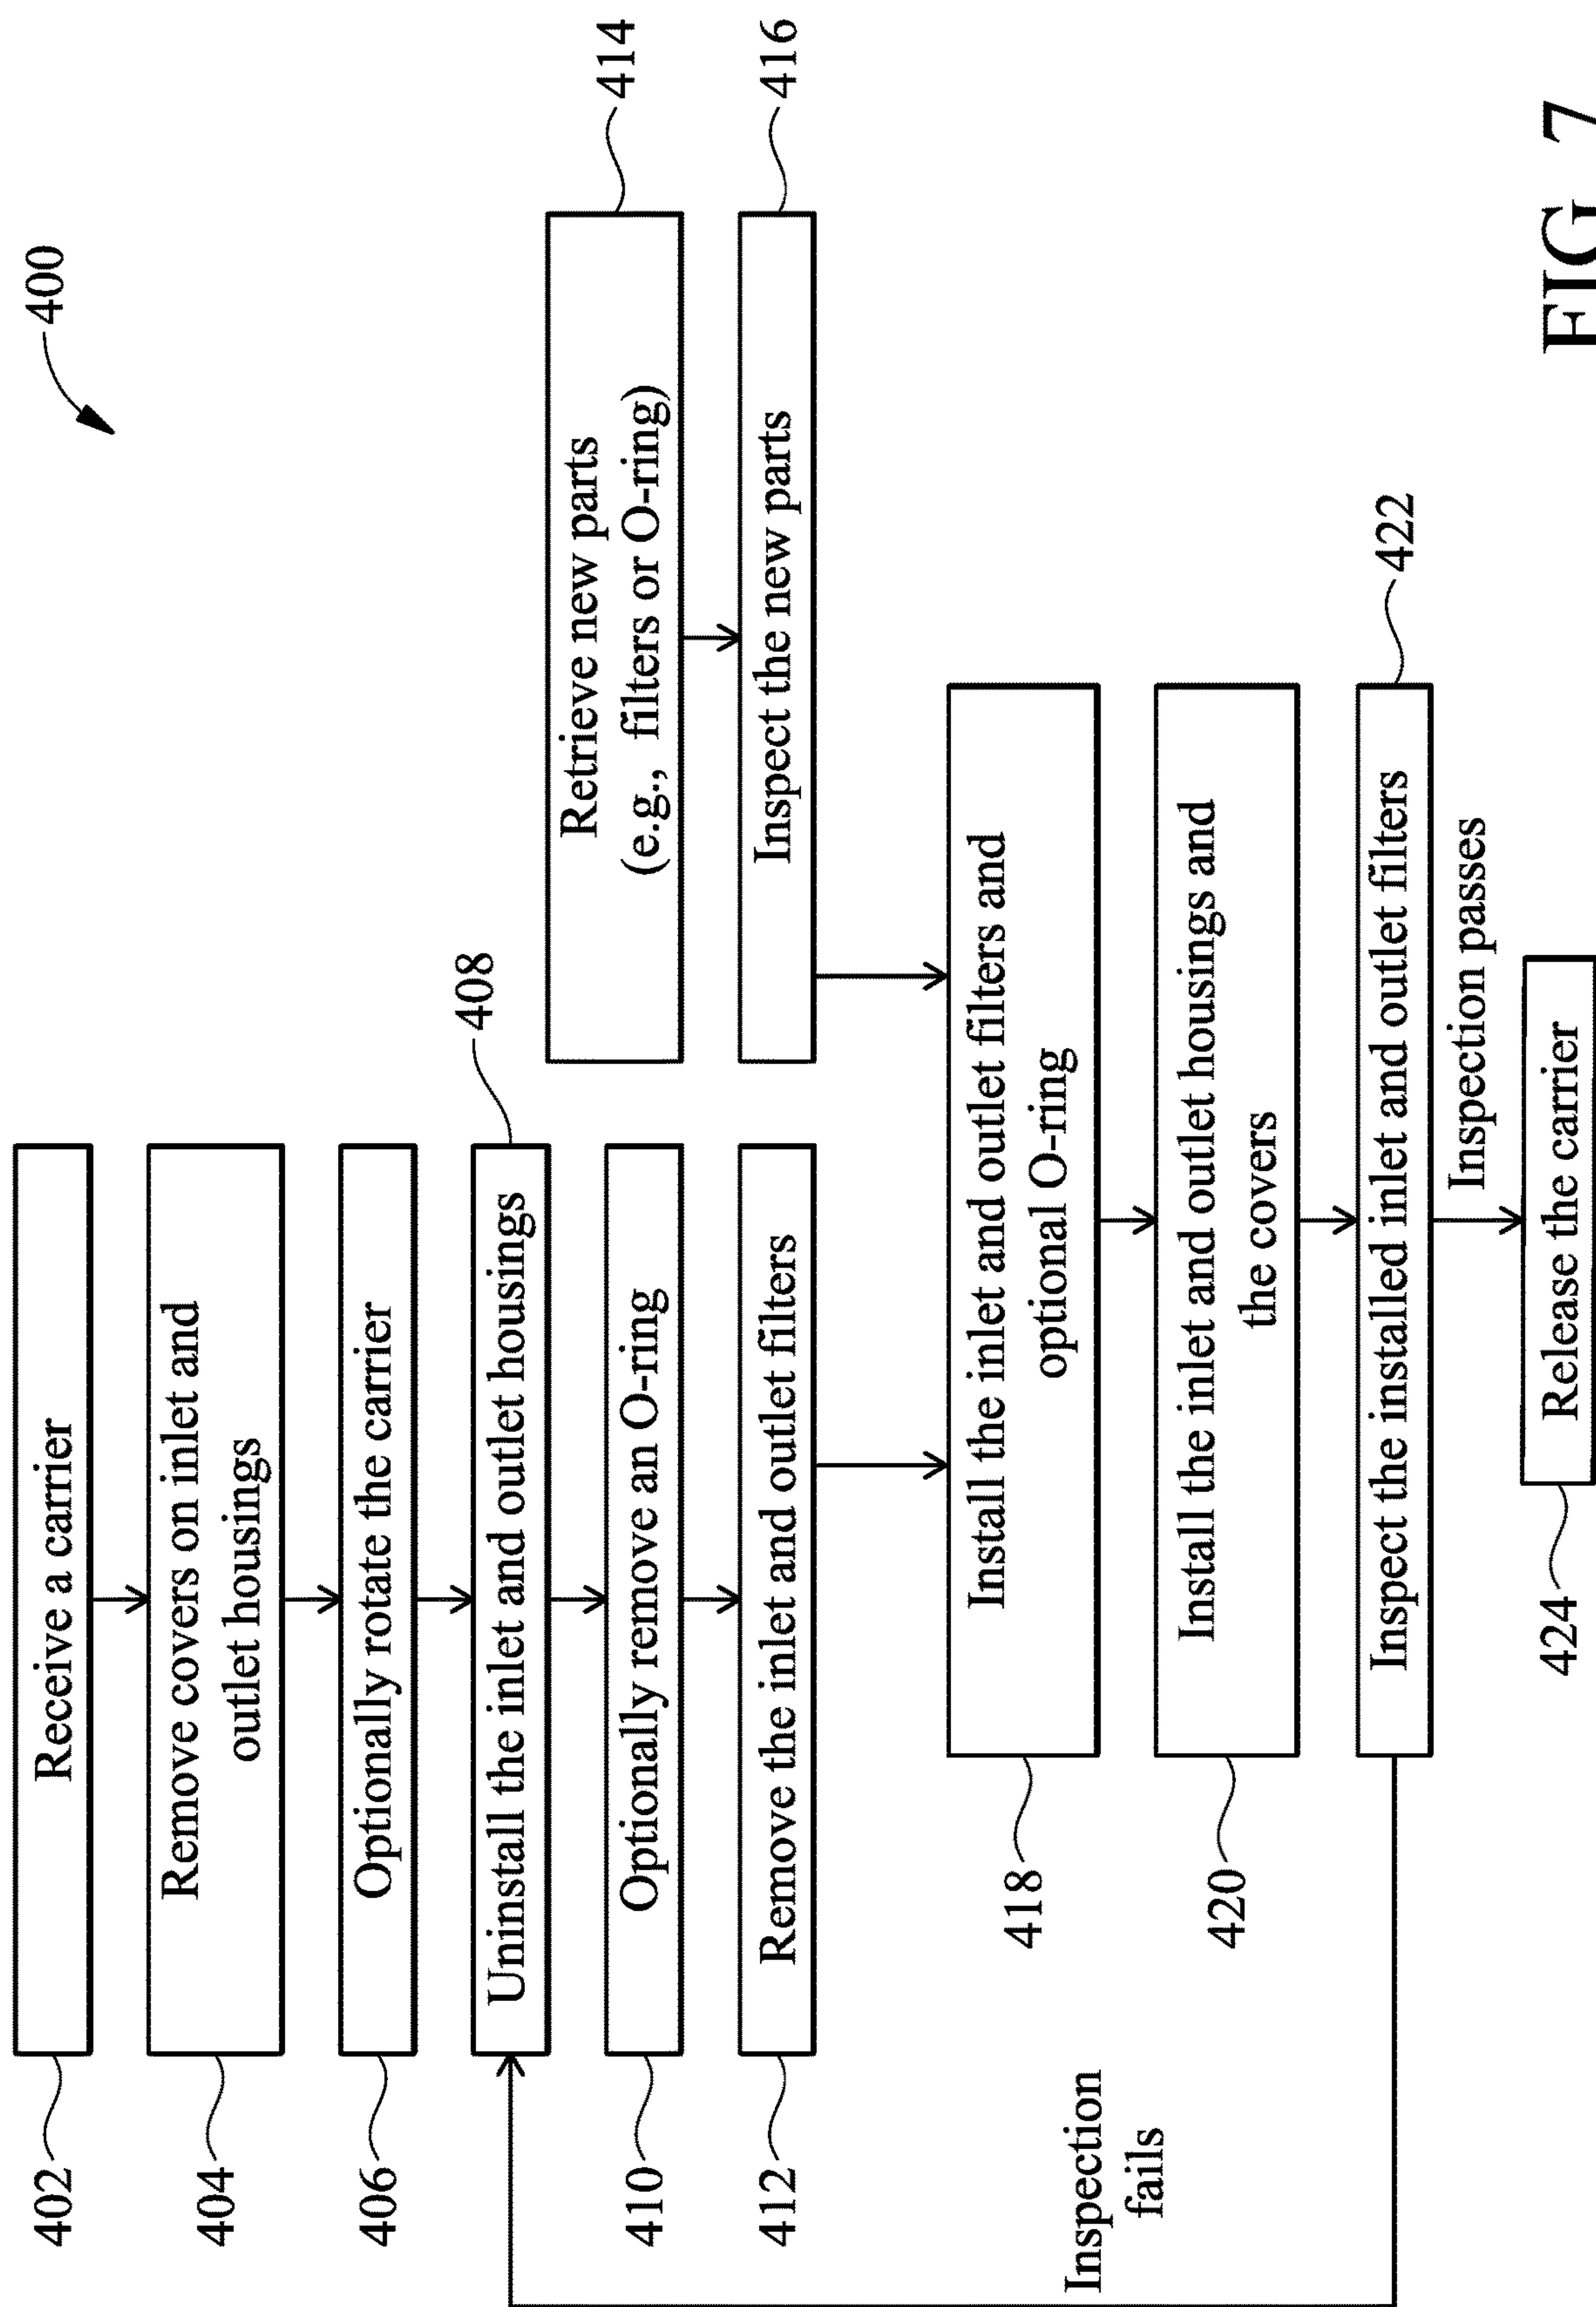 400
402
Receive a carrier
404
Remove covers on inlet and
outlet housings
406
Optionally rotate the carrier
408
Uninstall the inlet and outlet housings
410
Optionally remove an O-ring
412
Remove the inlet and outlet filters
414
Retrieve new parts
(e.g., filters or O-ring)
416
Inspect the new parts
418
Install the inlet and outlet filters and
optional O-ring
420
Install the inlet and outlet housings and
the covers
422
Inspect the installed inlet and outlet filters
Inspection
fails
Inspection passes
424
Release the carrier
FIG. 7